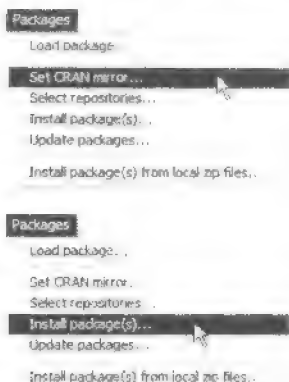 Packages
Load package
Set CRAN mirror...
Select repositories...
Install package(s)...
Update packages...
Install package(s) from local zip files...
Packages
Load package...
Set CRAN mirror.
Select repositories...
Install package(s)...
Update packages...
Install package(s) from local zip files...